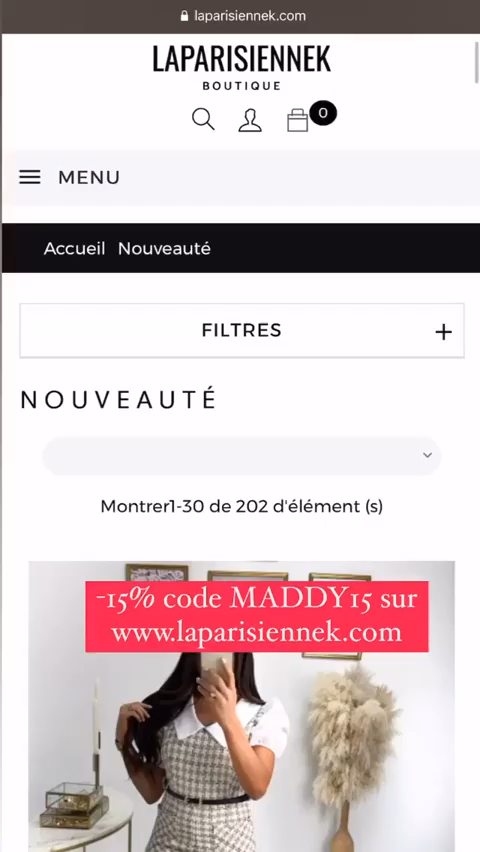 laparisiennek.com
LAPARISIENNEK
BOUTIQUE
0
MENU
Accueil Nouveauté
FILTRES +
NOUVEAUTÉ
Montrer1-30 de 202 d'élément (s)
-15% code MADDY15 sur
www.laparisiennek.com